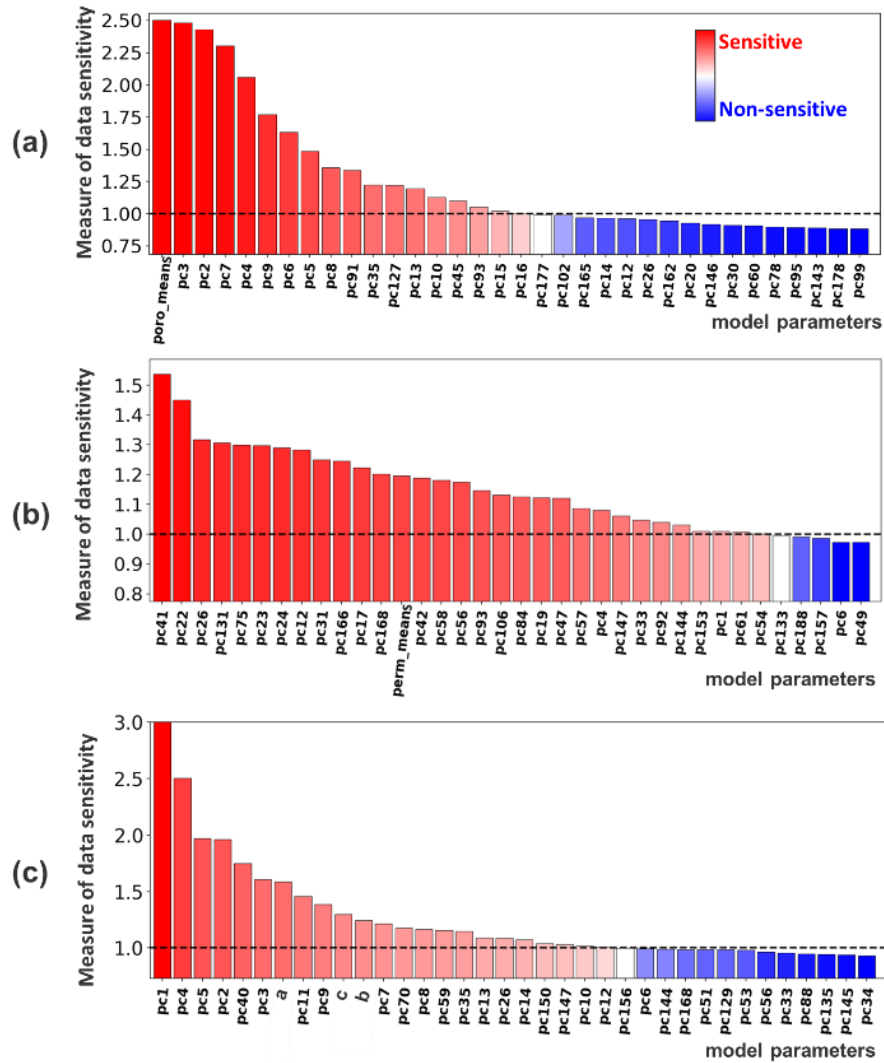 (a)
Measure of data sensitivity
2.50
2.25
2.00
1.75
1.50
1.25
1.00
0.75
Sensitive
Non-sensitive
poro_means pc3 pc2 pc7 pc4 pc9 pc6 pc5 pc8 pc91 pc35 pc127 pc13 pc10 pc45 pc93 pc15 pc16 pc177 pc102 pc165 pc14 pc12 pc26 pc162 pc20 pc146 pc30 pc60 pc78 pc95 pc143 pc178 pc99
model parameters
(b)
Measure of data sensitivity
1.5
1.4
1.3
1.2
1.1
1.0
0.9
0.8
pc41 pc22 pc26 pc131 pc75 pc23 pc24 pc12 pc31 pc166 pc17 pc168 perm_means pc42 pc58 pc56 pc93 pc106 pc84 pc19 pc47 pc57 pc4 pc147 pc33 pc92 pc144 pc153 pc1 pc61 pc54 pc133 pc188 pc157 pc6 pc49
model parameters
(c)
Measure of data sensitivity
3.0
2.5
2.0
1.5
1.0
pc1 pc4 pc5 pc2 pc40 pc3 a pc11 pc9 c b pc7 pc70 pc8 pc59 pc35 pc13 pc26 pc14 pc150 pc147 pc10 pc12 pc156 pc6 pc144 pc168 pc51 pc129 pc53 pc56 pc33 pc88 pc135 pc145 pc34
model parameters